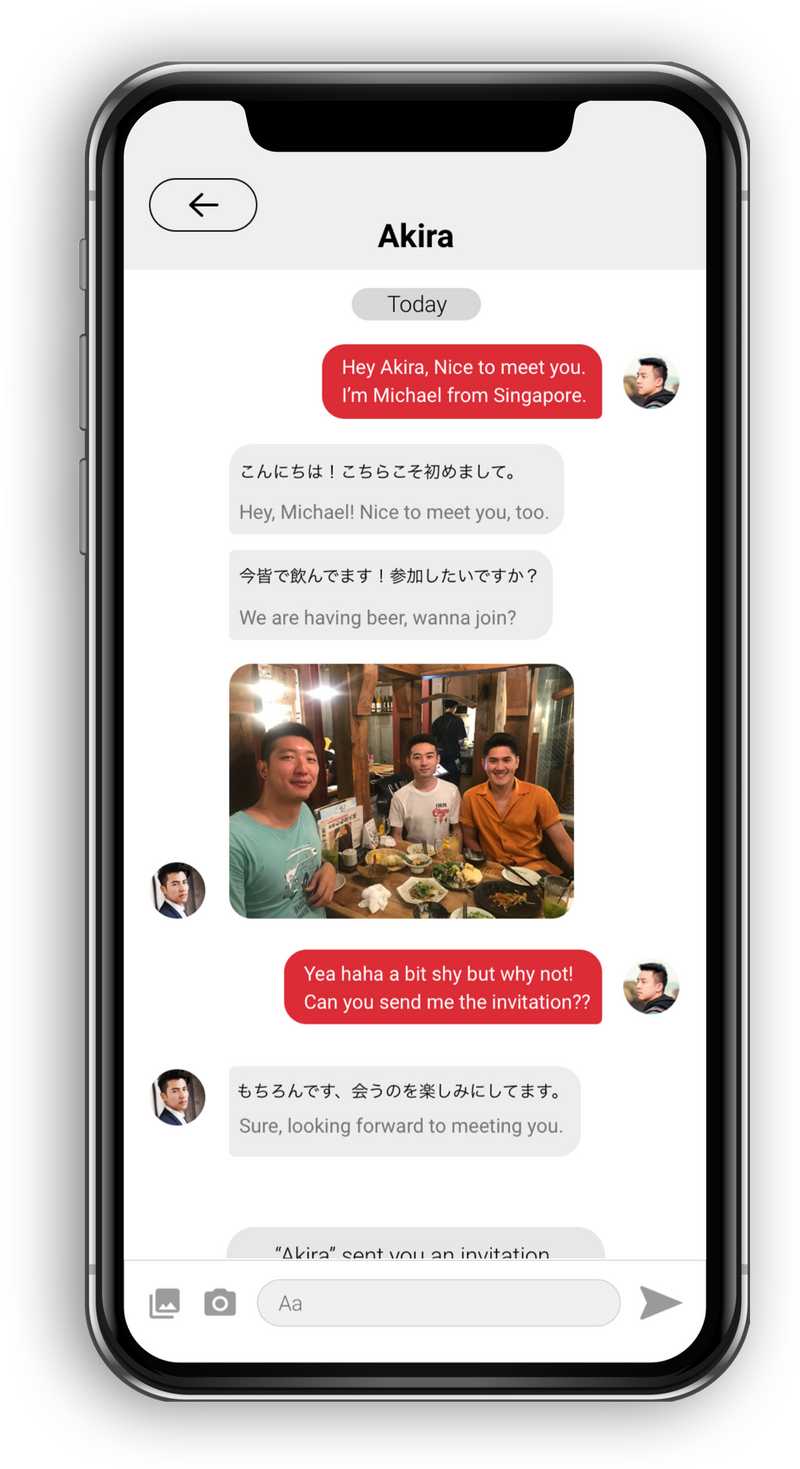 Akira
Today
Hey Akira, Nice to meet you.
I’m Michael from Singapore.
こんにちは！こちらこそ初めまして。
Hey, Michael! Nice to meet you, too.
今皆で飲んでます！参加したいですか？
We are having beer, wanna join?
Yea haha a bit shy but why not!
Can you send me the invitation??
もちろんです、会うのを楽しみにしてます。
Sure, looking forward to meeting you.
“Akira” sent you an invitation
Aa